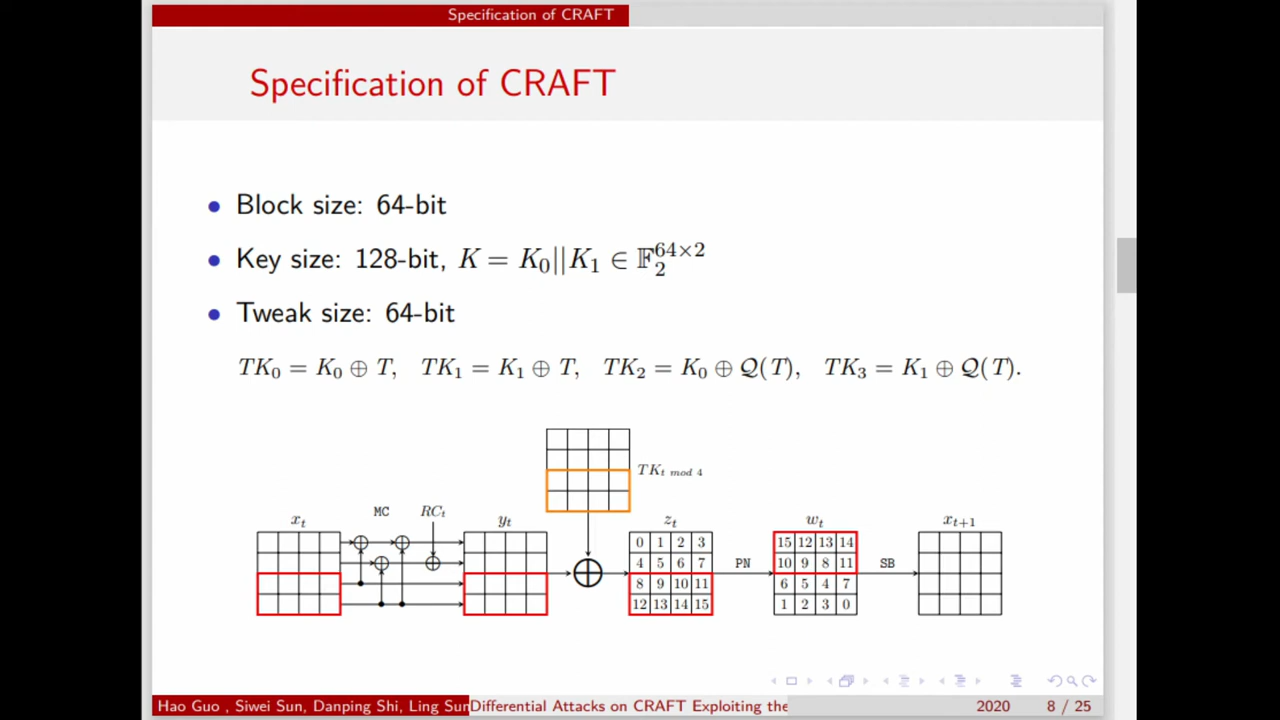 Specification of CRAFT
Specification of CRAFT
Block size: 64-bit
Key size: 128-bit, K = K₀||K₁ ∈ 𝔽₂^{64×2}
Tweak size: 64-bit
TK₀ = K₀ ⊕ T, TK₁ = K₁ ⊕ T, TK₂ = K₀ ⊕ 𝒬(T), TK₃ = K₁ ⊕ 𝒬(T).
TK_{t mod 4}
x_t MC RC_t y_t z_t w_t x_{t+1}
0 1 2 3 15 12 13 14
4 5 6 7 PN 10 9 8 11 SB
8 9 10 11 6 5 4 7
12 13 14 15 1 2 3 0
Hao Guo , Siwei Sun, Danping Shi, Ling Sun Differential Attacks on CRAFT Exploiting the 2020 8 / 25